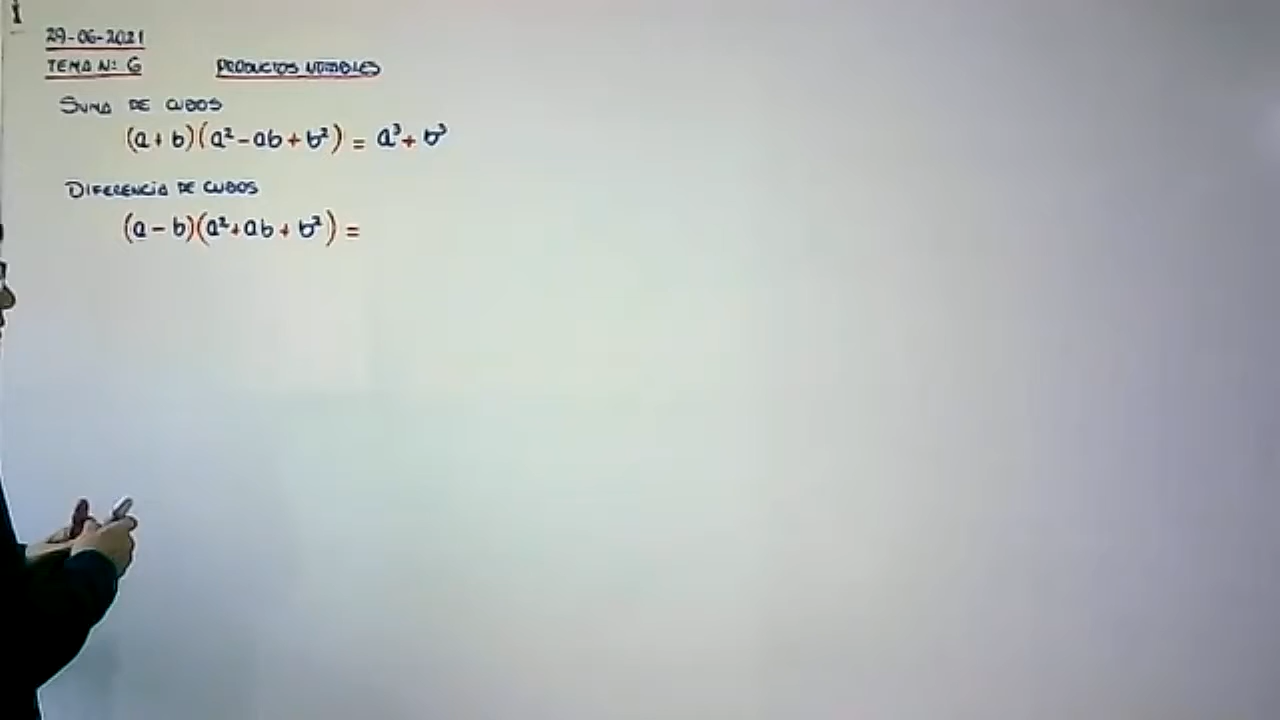 29-06-2021
TEMA Nº 6 PRODUCTOS NOTABLES
SUMA DE CUBOS
(a + b)(a² - ab + b²) = a³ + b³
DIFERENCIA DE CUBOS
(a - b)(a² + ab + b²) =